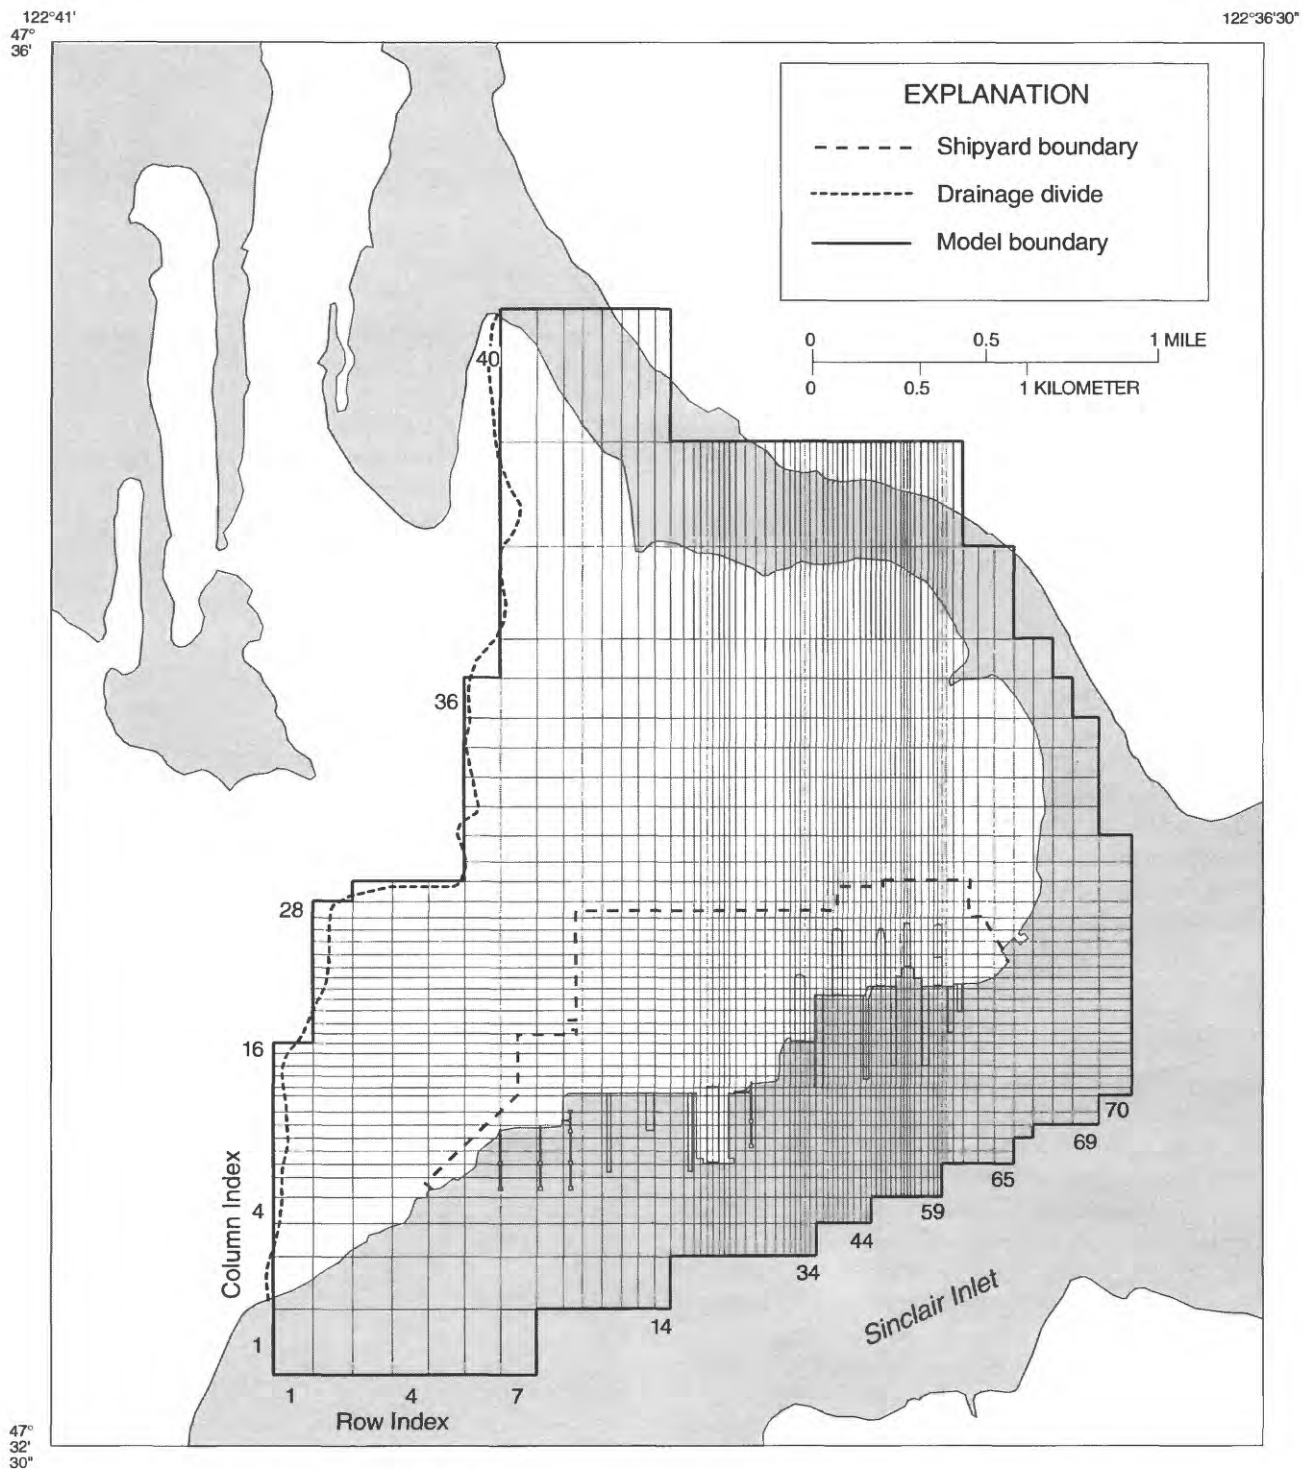 122°41'
122°36'30"
47°
36'
EXPLANATION
Shipyard boundary
Drainage divide
Model boundary
0 0.5 1 MILE
0 0.5 1 KILOMETER
40
36
28
16
Column Index
4
1
1 4 7
Row Index
14
34
44
59
65
69
70
Sinclair Inlet
47°
32'
30"